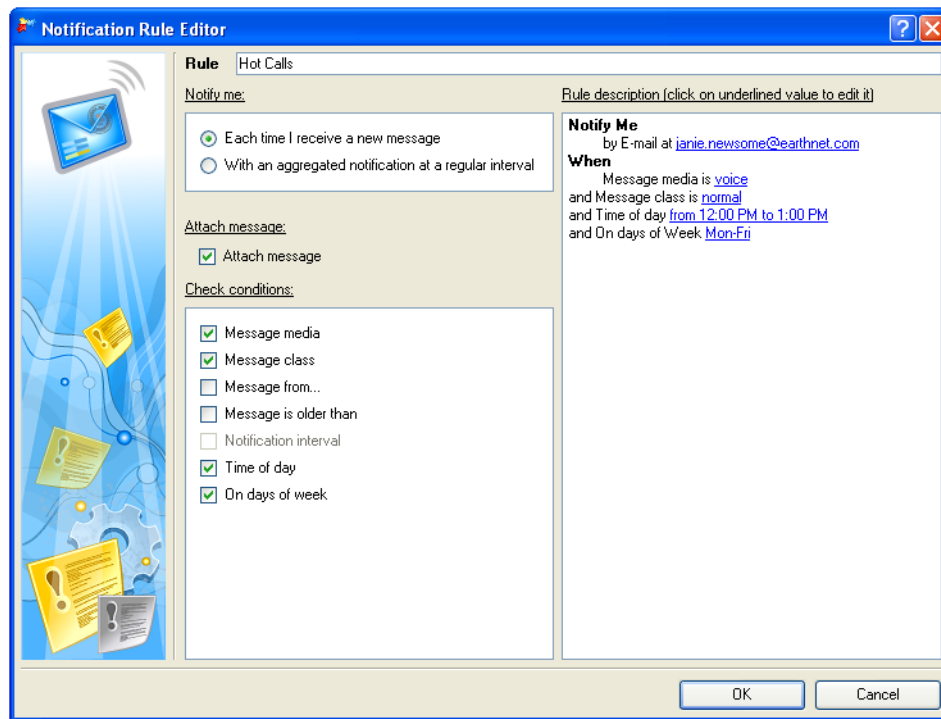 Notification Rule Editor
Rule Hot Calls
Notify me:
Each time I receive a new message
With an aggregated notification at a regular interval
Attach message:
Attach message
Check conditions:
Message media
Message class
Message from...
Message is older than
Notification interval
Time of day
On days of week
Rule description (click on underlined value to edit it)
Notify Me
by E-mail at janie.newsome@earthnet.com
When
Message media is voice
and Message class is normal
and Time of day from 12:00 PM to 1:00 PM
and On days of Week Mon-Fri
OK Cancel